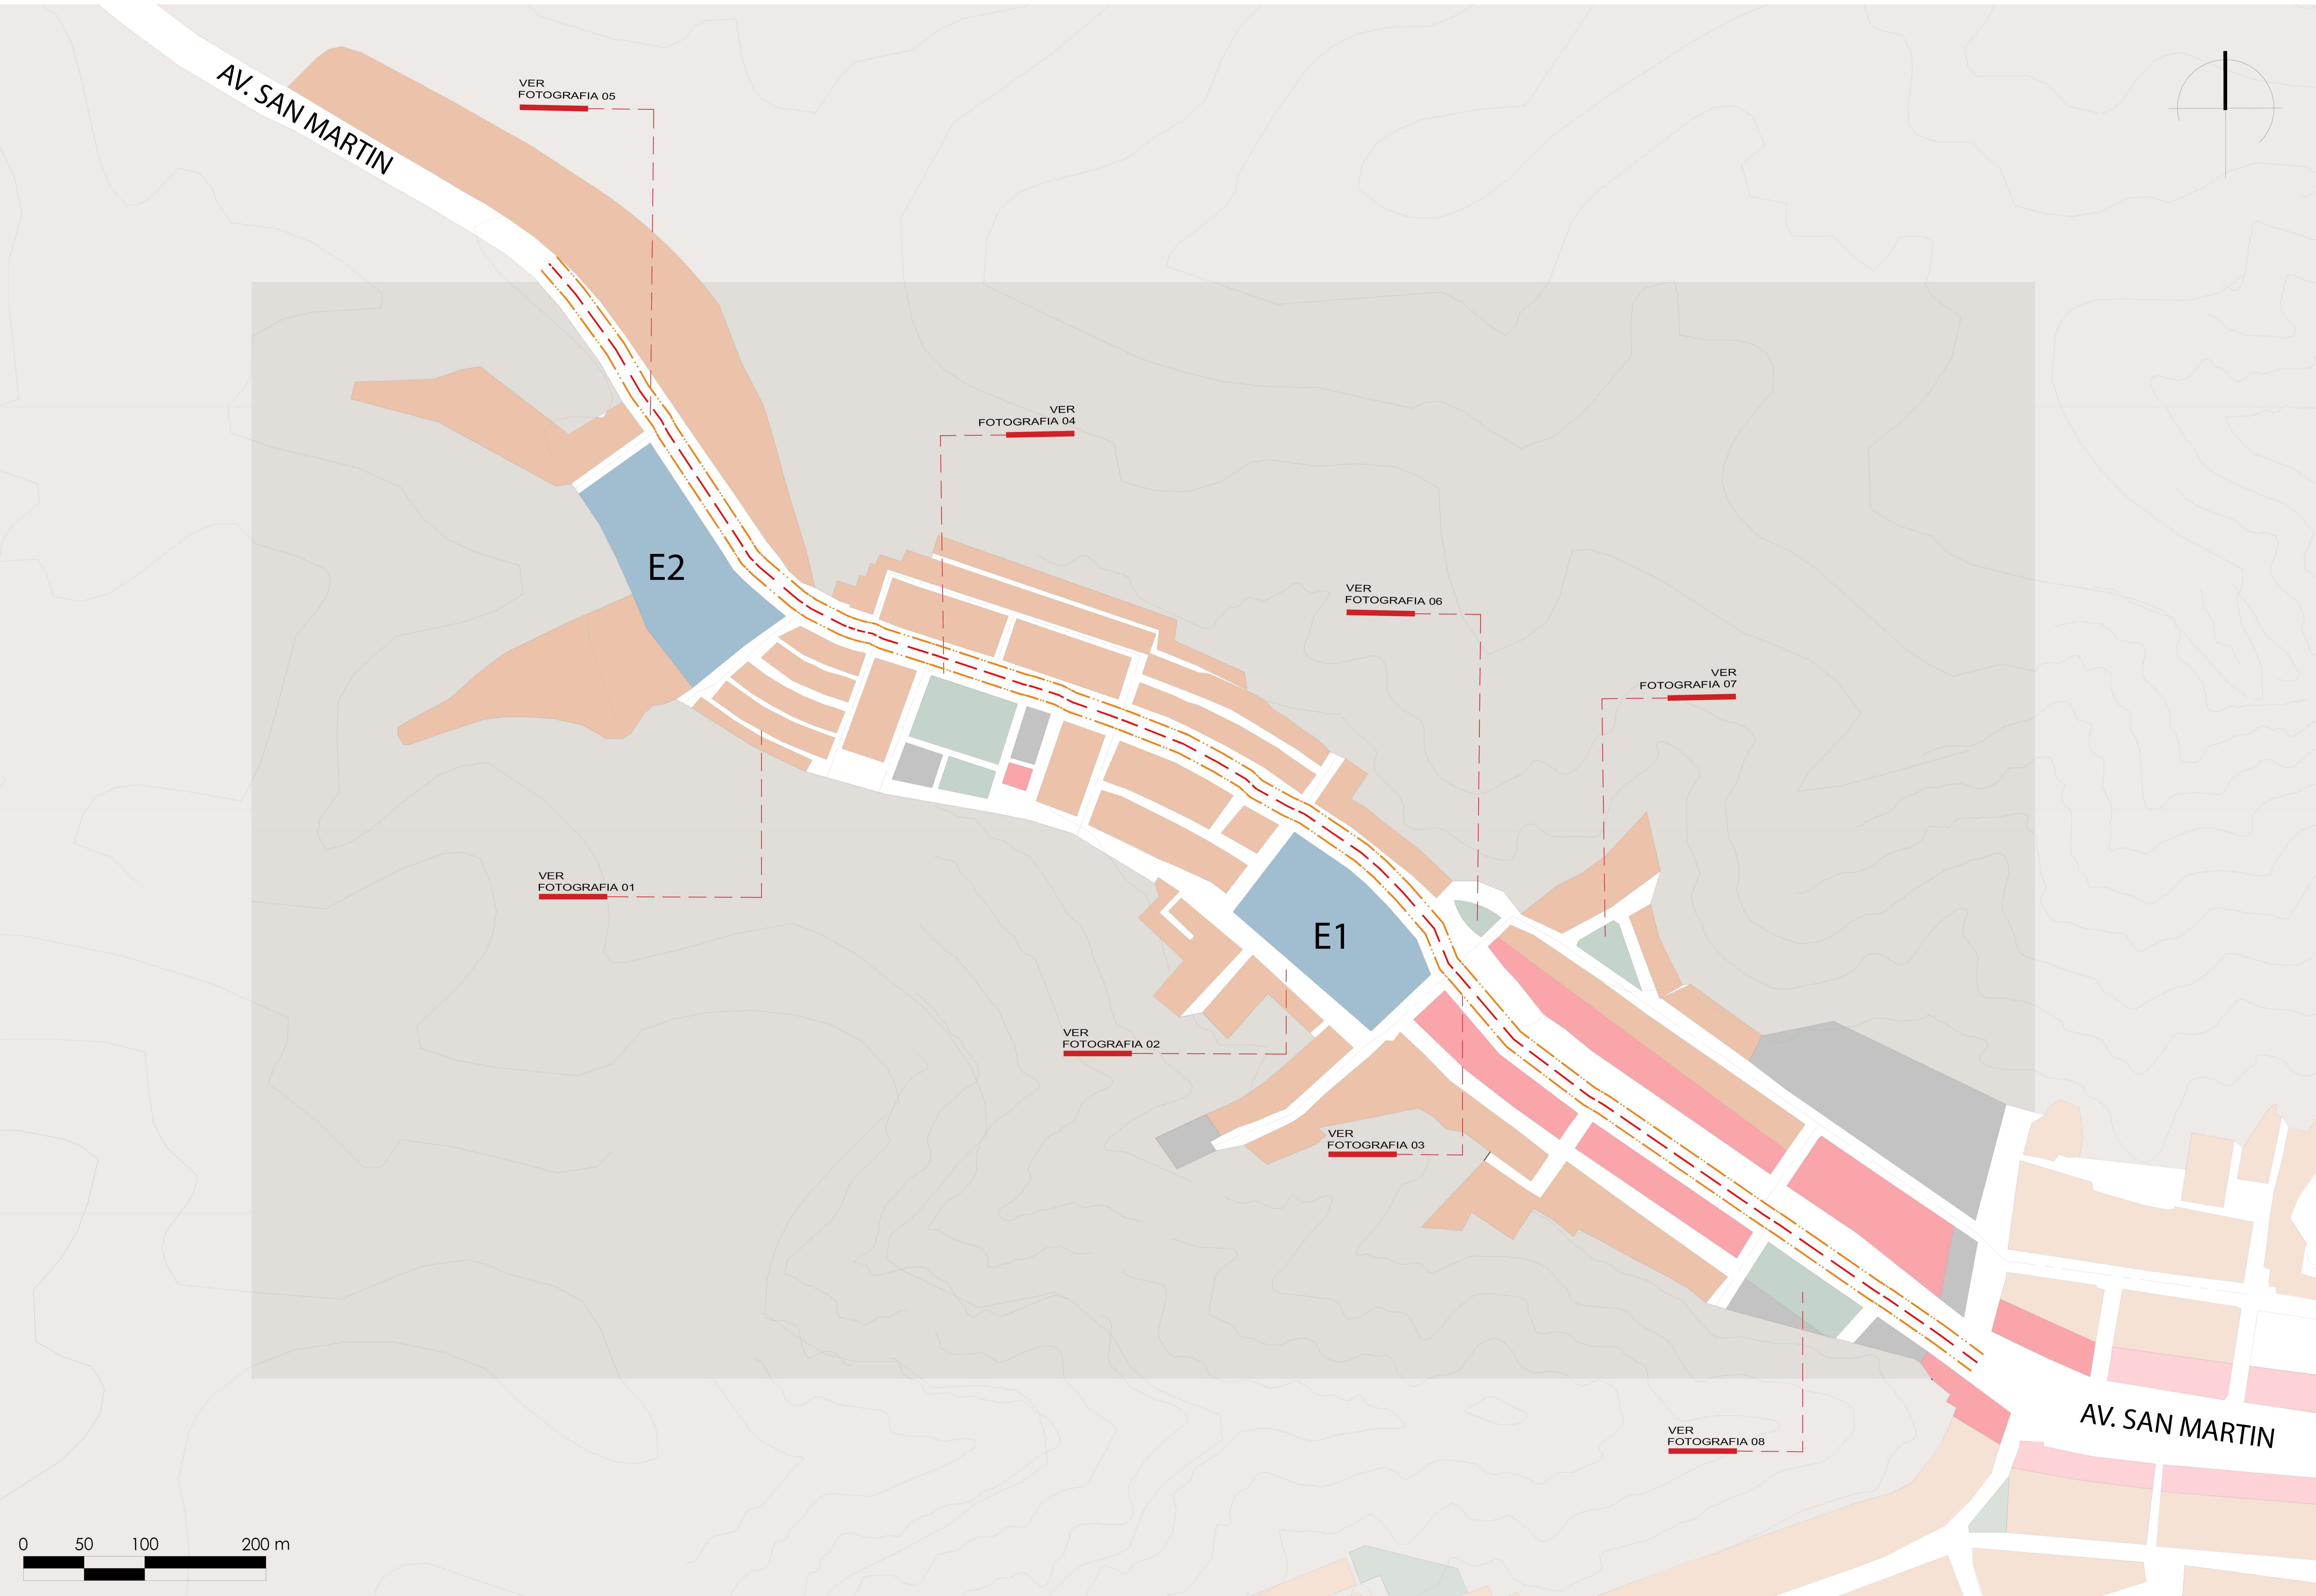 AV. SAN MARTIN
VER
FOTOGRAFIA 05
VER
FOTOGRAFIA 04
E2
VER
FOTOGRAFIA 06
VER
FOTOGRAFIA 07
VER
FOTOGRAFIA 01
E1
VER
FOTOGRAFIA 02
VER
FOTOGRAFIA 03
AV. SAN MARTIN
VER
FOTOGRAFIA 08
0 50 100 200 m